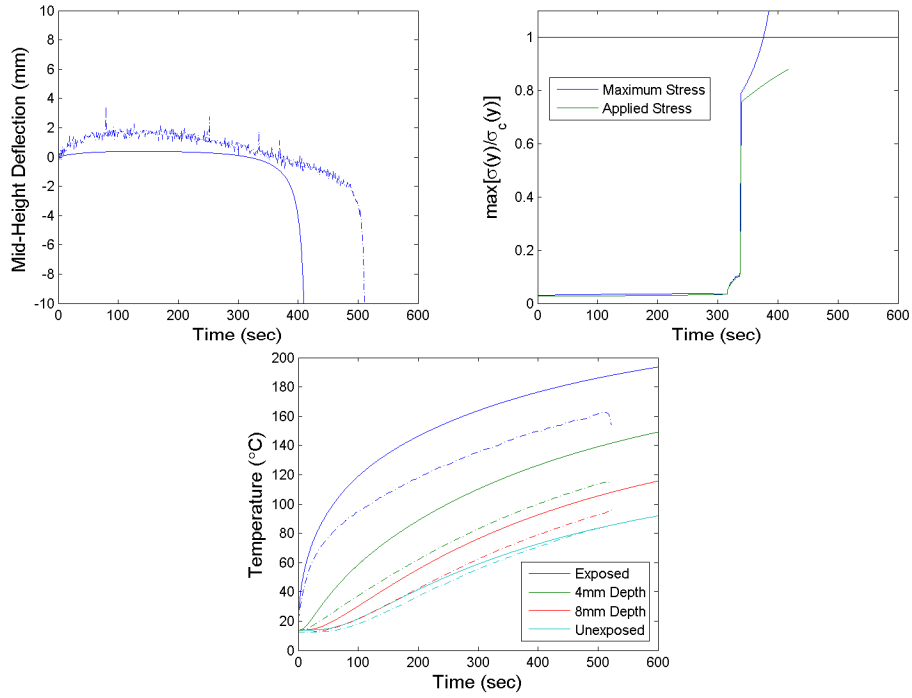 10
8
6
4
2
0
-2
-4
-6
-8
-10
Mid-Height Deflection (mm)
0 100 200 300 400 500 600
Time (sec)
1
0.8
0.6
0.4
0.2
0
max[σ(y)/σc(y)]
Maximum Stress
Applied Stress
0 100 200 300 400 500 600
Time (sec)
200
180
160
140
120
100
80
60
40
20
0
Temperature (°C)
Exposed
4mm Depth
8mm Depth
Unexposed
0 100 200 300 400 500 600
Time (sec)